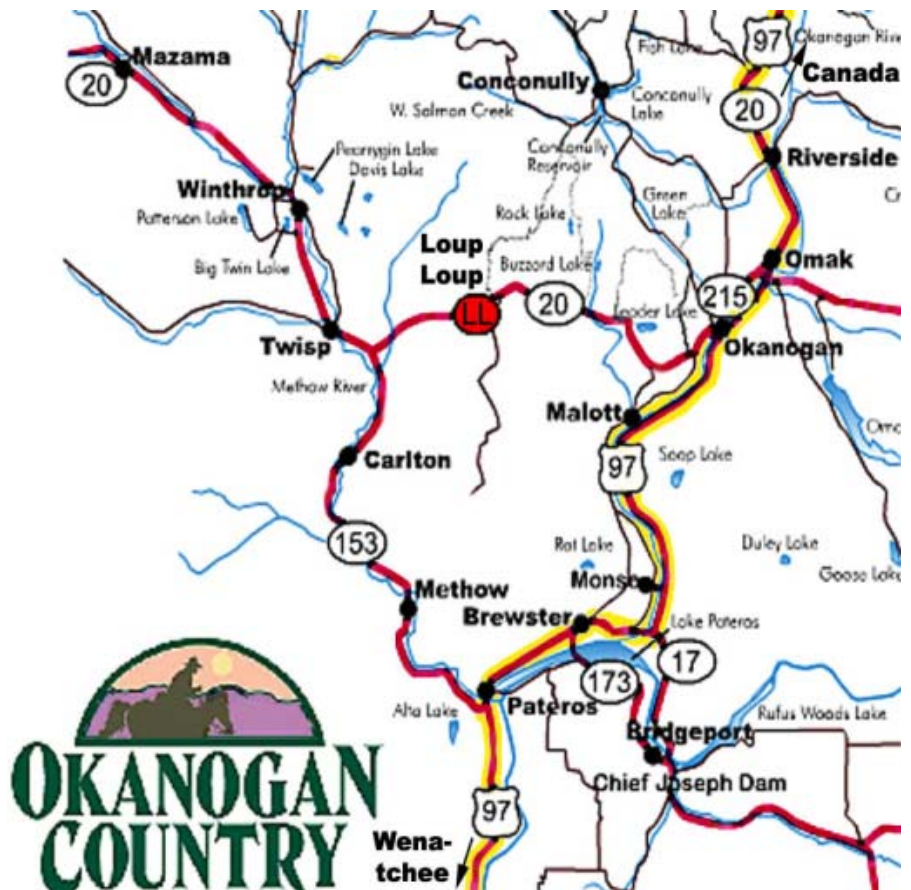 97
Okanogan Rive
Mazama
Fish Lake
20
Conconully
Canada
Conconully
Lake
20
W. Salmon Creek
Conconully
Reservoir
Pearrygin Lake
Davis Lake
Riverside
Winthrop
Green
Lake
Cr
Patterson Lake
Rock Lake
Loup
Loup
Big Twin Lake
Buzzard Lake
Omak
20
215
LL
Leader Lake
Twisp
Okanogan
Methow River
Malott
Oma
Carlton
97
Soap Lake
153
Rat Lake
Duley Lake
Goose Lake
Methow
Monse
Brewster
Lake Pateros
17
173
Pateros
Alta Lake
Rufus Woods Lake
Bridgeport
Chief Joseph Dam
OKANOGAN
COUNTRY
97
Wena-
tchee